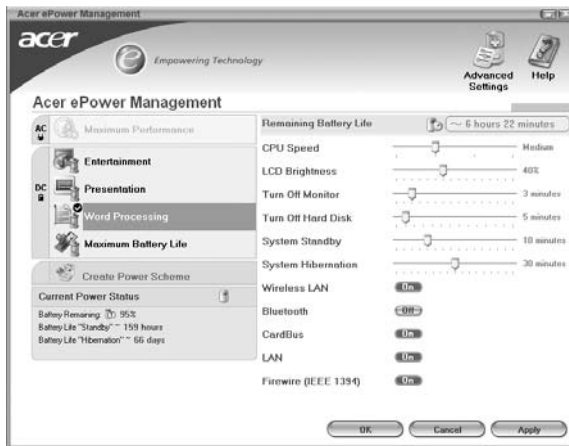 Acer ePower Management
acer
e Empowering Technology
Advanced Settings
Help
Acer ePower Management
AC
Maximum Performance
DC
Entertainment
Presentation
Word Processing
Maximum Battery Life
Create Power Scheme
Current Power Status
Battery Remaining: 95%
Battery Life "Standby" ~ 159 hours
Battery Life "Hibernation" ~ 66 days
Remaining Battery Life ~ 6 hours 22 minutes
CPU Speed Medium
LCD Brightness 40%
Turn Off Monitor 3 minutes
Turn Off Hard Disk 5 minutes
System Standby 10 minutes
System Hibernation 30 minutes
Wireless LAN On
Bluetooth Off
CardBus On
LAN On
Firewire (IEEE 1394) On
OK Cancel Apply